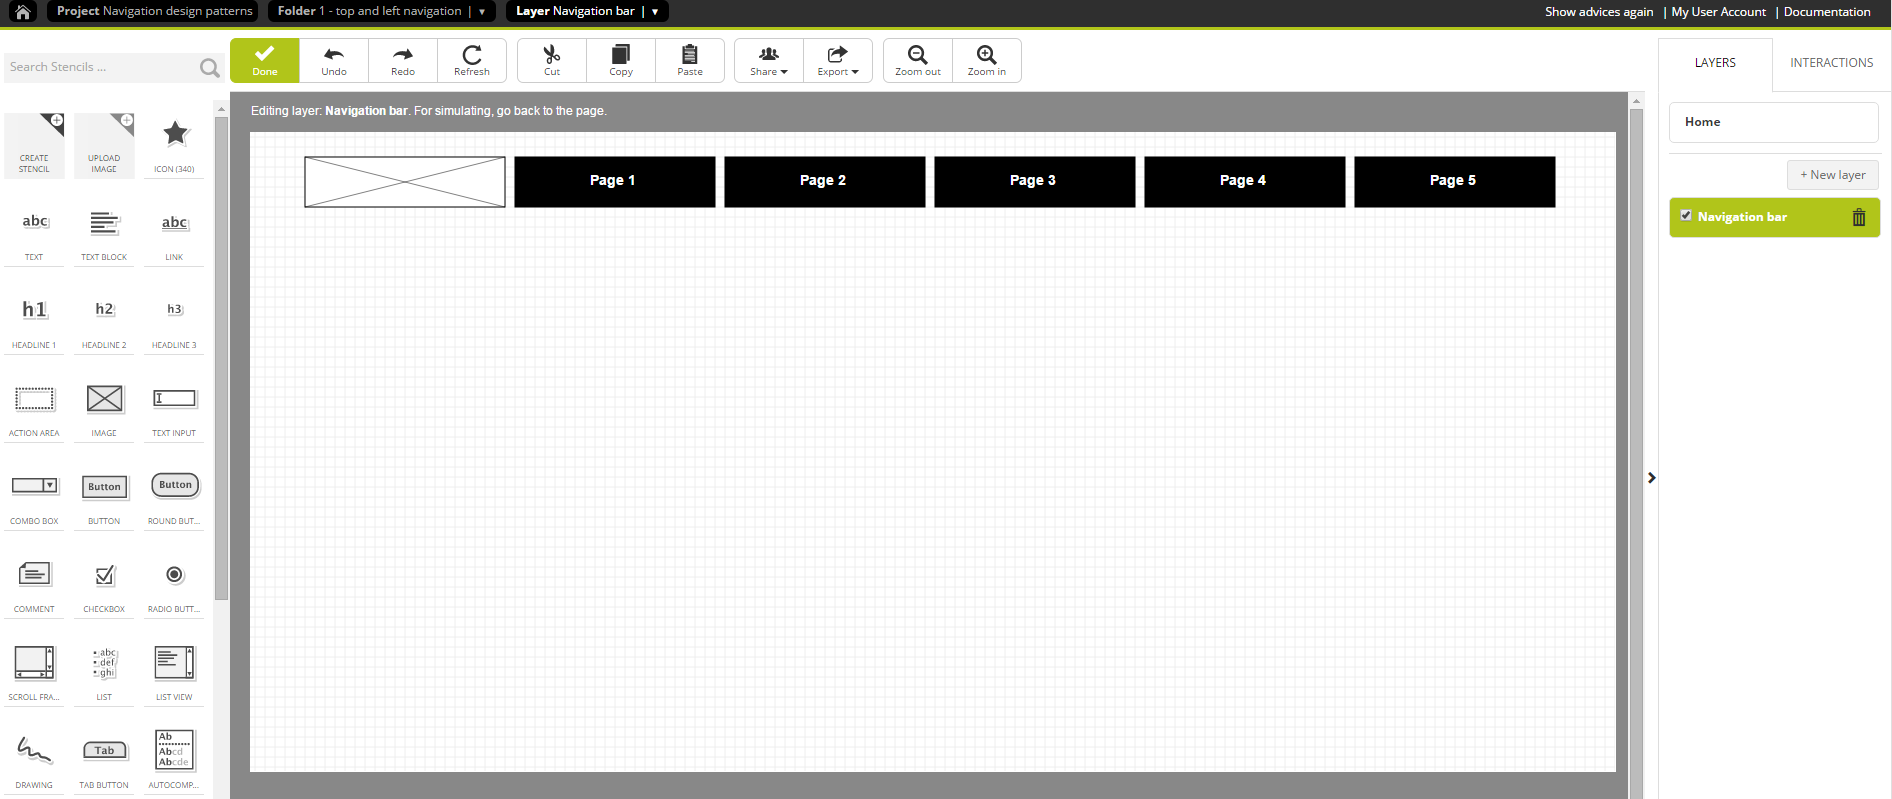 Project Navigation design patterns
Folder 1 - top and left navigation | ▾
Layer Navigation bar | ▾
Show advices again | My User Account | Documentation
Search Stencils ...
Done
Undo
Redo
Refresh
Cut
Copy
Paste
Share
Export
Zoom out
Zoom in
LAYERS
INTERACTIONS
Editing layer: Navigation bar. For simulating, go back to the page.
Page 1
Page 2
Page 3
Page 4
Page 5
Home
+ New layer
Navigation bar
CREATE
STENCIL
UPLOAD
IMAGE
ICON (340)
abc
abc
TEXT
TEXT BLOCK
LINK
h1
h2
h3
HEADLINE 1
HEADLINE 2
HEADLINE 3
ACTION AREA
IMAGE
TEXT INPUT
Button
Button
COMBO BOX
BUTTON
ROUND BUT...
COMMENT
CHECKBOX
RADIO BUTT...
abc
def
ghi
SCROLL FRA...
LIST
LIST VIEW
Tab
Ab
Abcd
Abcde
DRAWING
TAB BUTTON
AUTOCOMP...